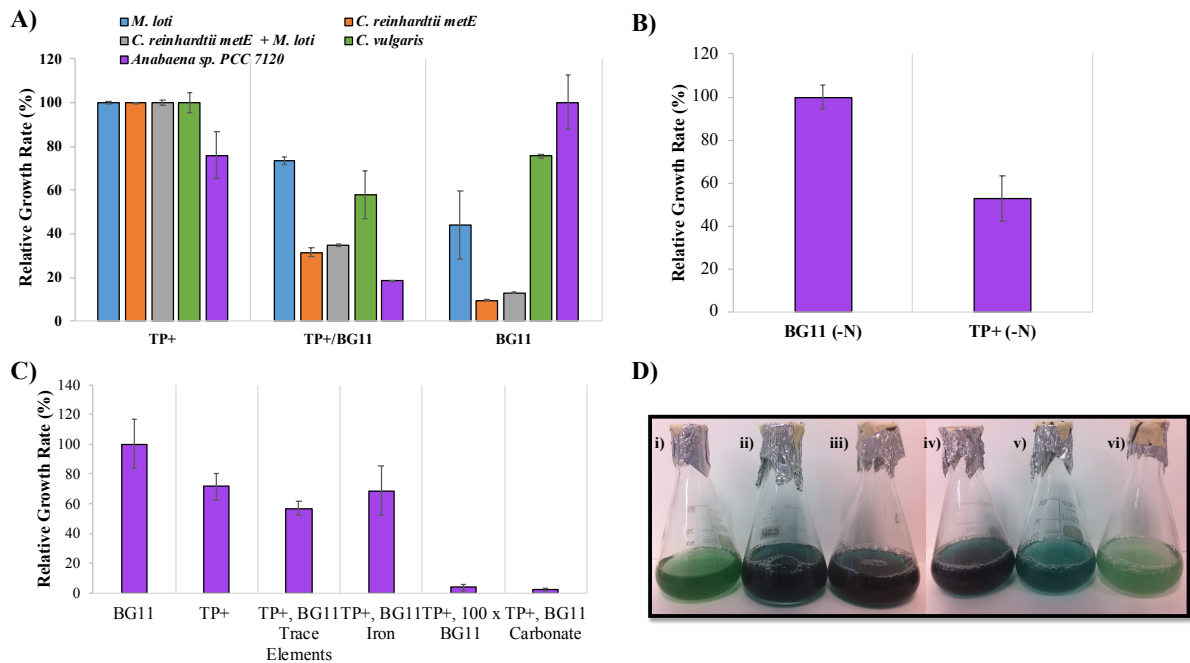 A)
M. loti
C. reinhardtii metE
C. reinhardtii metE + M. loti
C. vulgaris
Anabaena sp. PCC 7120
Relative Growth Rate (%)
120
100
80
60
40
20
0
TP+
TP+/BG11
BG11
B)
Relative Growth Rate (%)
120
100
80
60
40
20
0
BG11 (-N)
TP+ (-N)
C)
Relative Growth Rate (%)
140
120
100
80
60
40
20
0
BG11
TP+
TP+, BG11
Trace
Elements
TP+, BG11
Iron
TP+, 100 x
BG11
TP+, BG11
Carbonate
D)
i)
ii)
iii)
iv)
v)
vi)